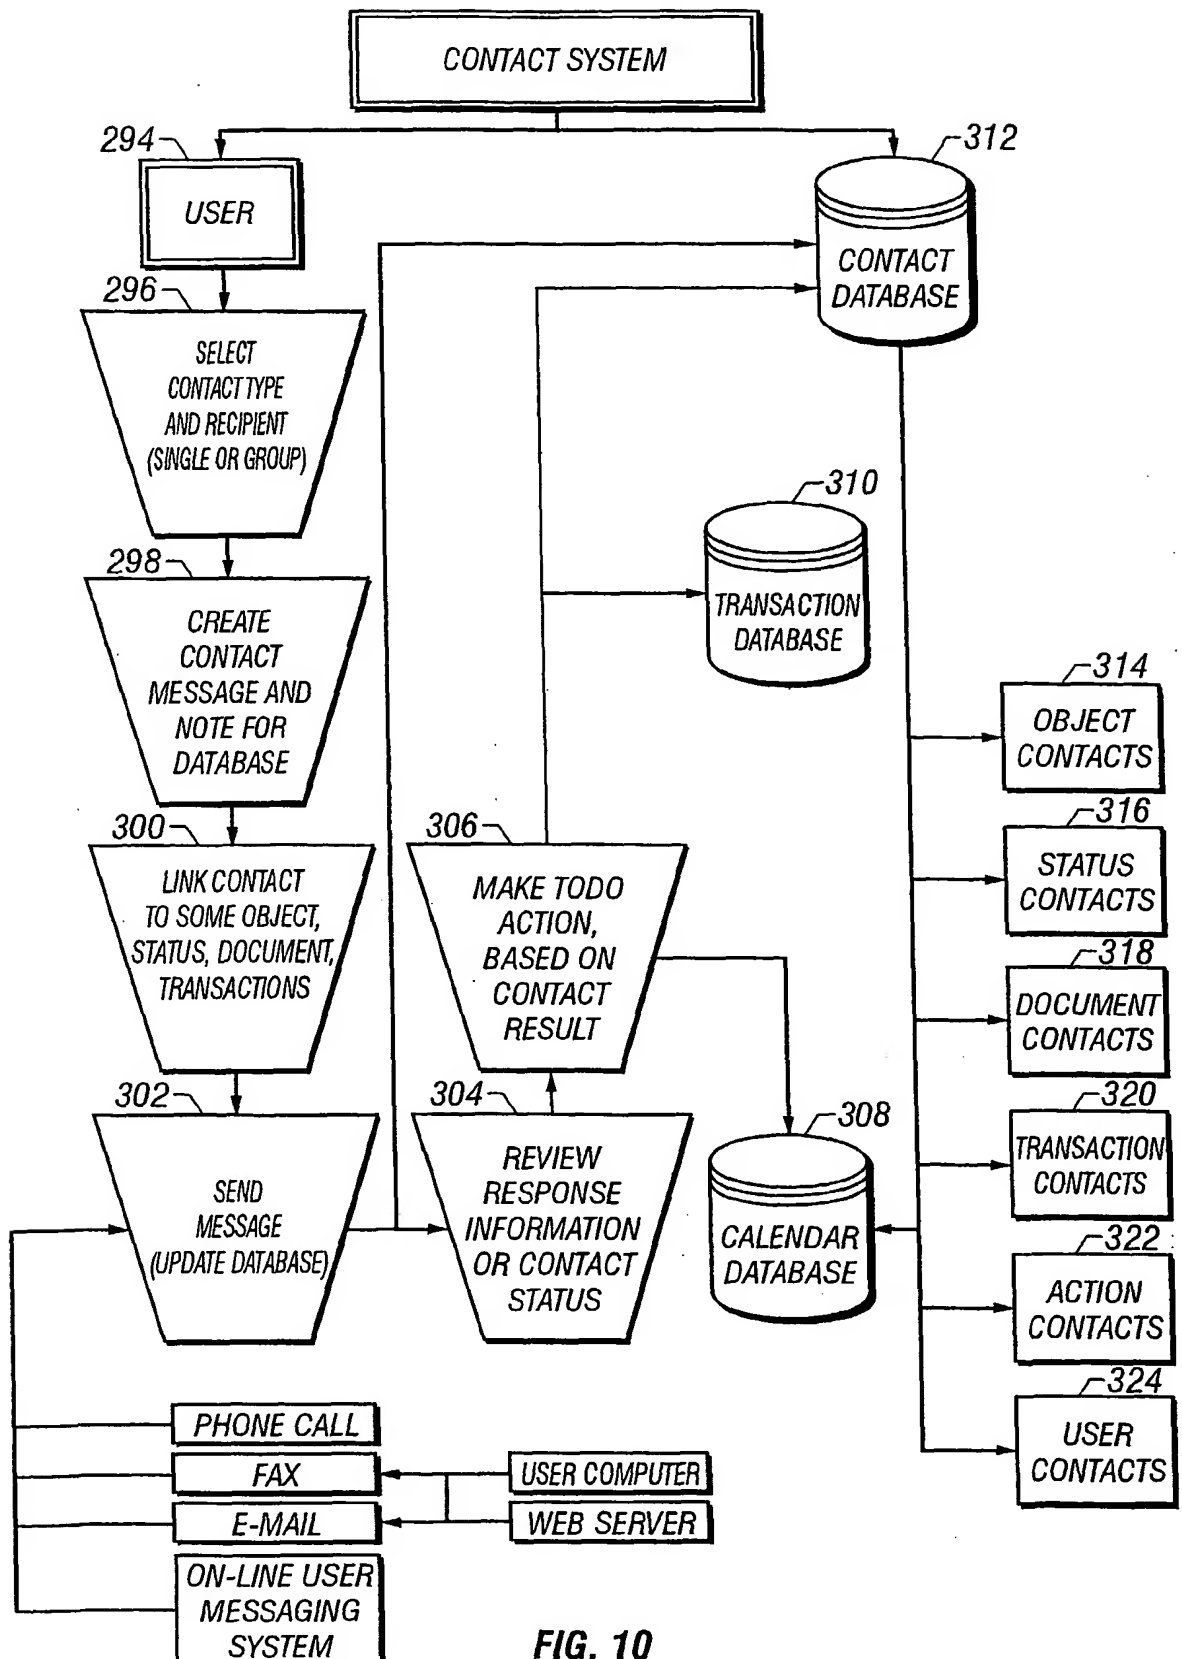 CONTACT SYSTEM
294
USER
312
CONTACT
DATABASE
296
SELECT
CONTACT TYPE
AND RECIPIENT
(SINGLE OR GROUP)
310
TRANSACTION
DATABASE
298
CREATE
CONTACT
MESSAGE AND
NOTE FOR
DATABASE
300
LINK CONTACT
TO SOME OBJECT,
STATUS, DOCUMENT,
TRANSACTIONS
306
MAKE TODO
ACTION,
BASED ON
CONTACT
RESULT
302
SEND
MESSAGE
(UPDATE DATABASE)
304
REVIEW
RESPONSE
INFORMATION
OR CONTACT
STATUS
308
CALENDAR
DATABASE
314
OBJECT
CONTACTS
316
STATUS
CONTACTS
318
DOCUMENT
CONTACTS
320
TRANSACTION
CONTACTS
322
ACTION
CONTACTS
324
USER
CONTACTS
PHONE CALL
FAX
E-MAIL
ON-LINE USER
MESSAGING
SYSTEM
USER COMPUTER
WEB SERVER
FIG. 10